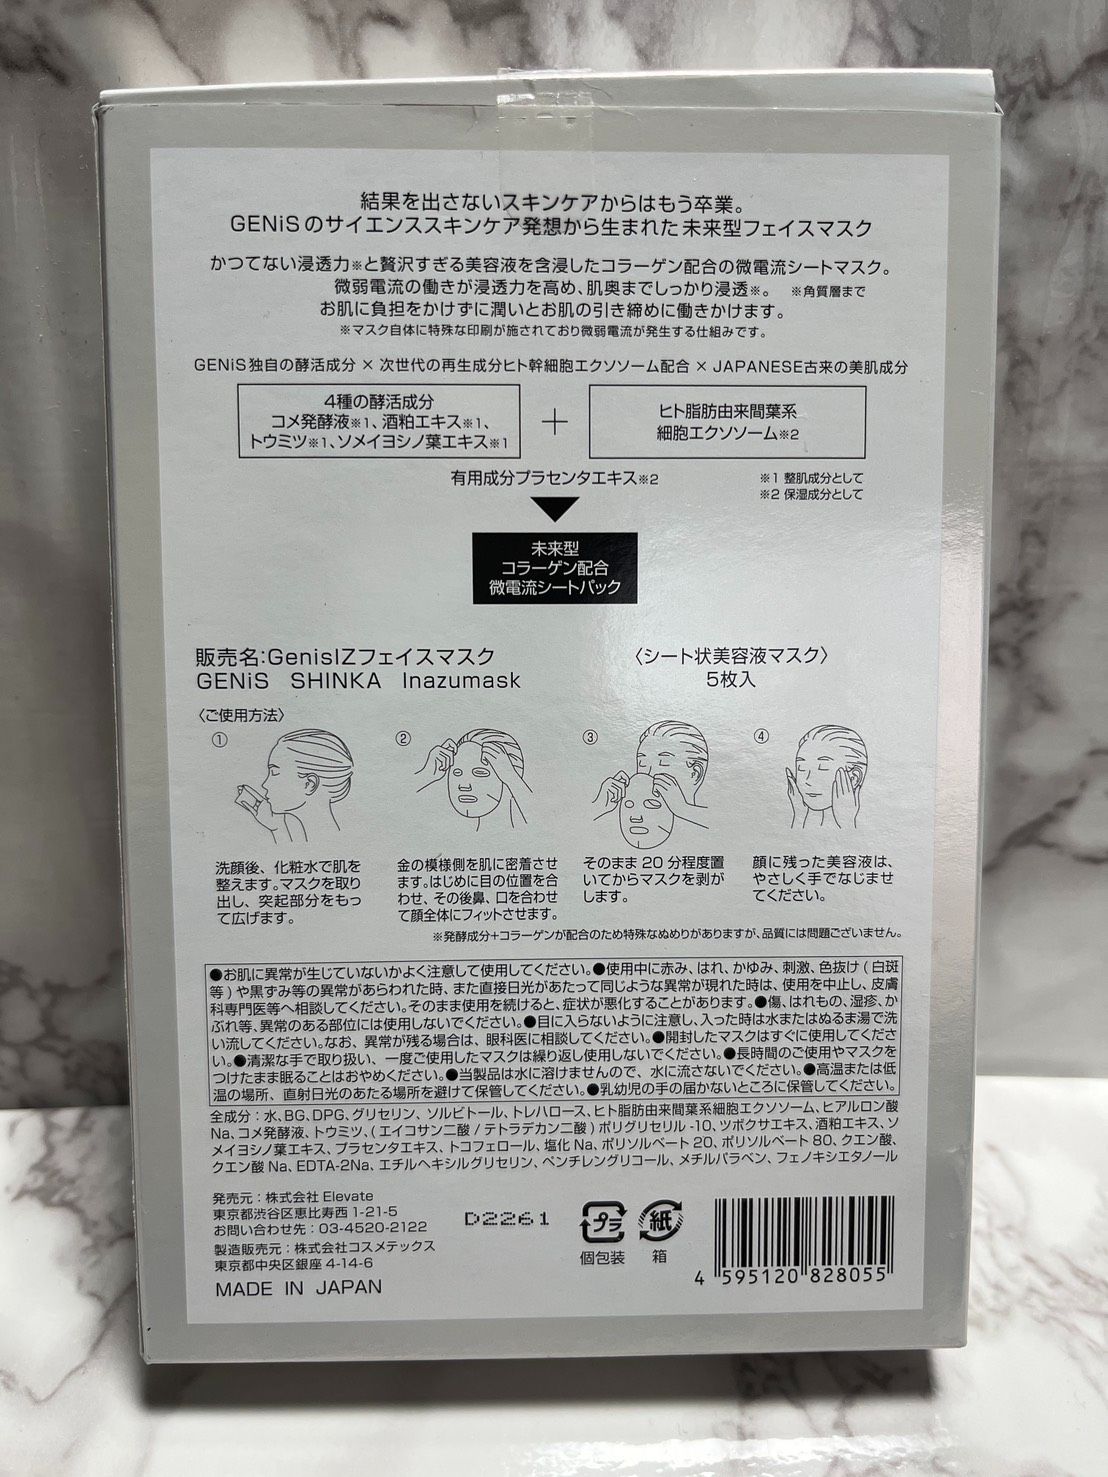 結果を出さないスキンケアからはもう卒業。
GENiSのサイエンススキンケア発想から生まれた未来型フェイスマスク
かつてない浸透力※と贅沢すぎる美容液を含浸したコラーゲン配合の微電流シートマスク。
微弱電流の働きが浸透力を高め、肌奥までしっかり浸透※。 ※角質層まで
お肌に負担をかけずに潤いとお肌の引き締めに働きかけます。
※マスク自体に特殊な印刷が施されており微弱電流が発生する仕組みです。
GENiS独自の酵活成分 × 次世代の再生成分ヒト幹細胞エクソソーム配合 × JAPANESE古来の美肌成分
4種の酵活成分
コメ発酵液※1、酒粕エキス※1、
トウミツ※1、ソメイヨシノ葉エキス※1
＋
ヒト脂肪由来間葉系
細胞エクソソーム※2
有用成分プラセンタエキス※2
※1 整肌成分として
※2 保湿成分として
未来型
コラーゲン配合
微電流シートパック
販売名：GenisIZフェイスマスク
GENiS SHINKA Inazumask
〈シート状美容液マスク〉
5枚入
〈ご使用方法〉
①
洗顔後、化粧水で肌を
整えます。マスクを取り
出し、突起部分をもっ
て広げます。
②
金の模様側を肌に密着させ
ます。はじめに目の位置を合
わせ、その後鼻、口を合わせ
て顔全体にフィットさせます。
③
そのまま 20 分程度置
いてからマスクを剥が
します。
④
顔に残った美容液は、
やさしく手でなじませ
てください。
※発酵成分+コラーゲンが配合のため特殊なぬめりがありますが、品質には問題ございません。
●お肌に異常が生じていないかよく注意して使用してください。●使用中に赤み、はれ、かゆみ、刺激、色抜け(白斑
等)や黒ずみ等の異常があらわれた時、また直接日光があたって同じような異常が現れた時は、使用を中止し、皮膚
科専門医等へ相談してください。そのまま使用を続けると、症状が悪化することがあります。●傷、はれもの、湿疹、か
ぶれ等、異常のある部位には使用しないでください。●目に入らないように注意し、入った時は水またはぬるま湯で洗
い流してください。なお、異常が残る場合は、眼科医に相談してください。●開封したマスクはすぐに使用してくださ
い。●清潔な手で取り扱い、一度ご使用したマスクは繰り返し使用しないでください。●長時間のご使用やマスクを
つけたまま眠ることはおやめください。●当製品は水に溶けませんので、水に流さないでください。●高温または低
温の場所、直射日光のあたる場所を避けて保管してください。●乳幼児の手の届かないところに保管してください。
全成分：水、BG、DPG、グリセリン、ソルビトール、トレハロース、ヒト脂肪由来間葉系細胞エクソソーム、ヒアルロン酸
Na、コメ発酵液、トウミツ、(エイコサン二酸/テトラデカン二酸)ポリグリセリル-10、ツボクサエキス、酒粕エキス、ソ
メイヨシノ葉エキス、プラセンタエキス、トコフェロール、塩化Na、ポリソルベート20、ポリソルベート80、クエン酸、
クエン酸Na、EDTA-2Na、エチルヘキシルグリセリン、ペンチレングリコール、メチルパラベン、フェノキシエタノール
発売元：株式会社 Elevate
東京都渋谷区恵比寿西 1-21-5
お問い合わせ先：03-4520-2122
製造販売元：株式会社コスメテックス
東京都中央区銀座 4-14-6
MADE IN JAPAN
D2261
プラ
個包装
紙
箱
4 595120 828055